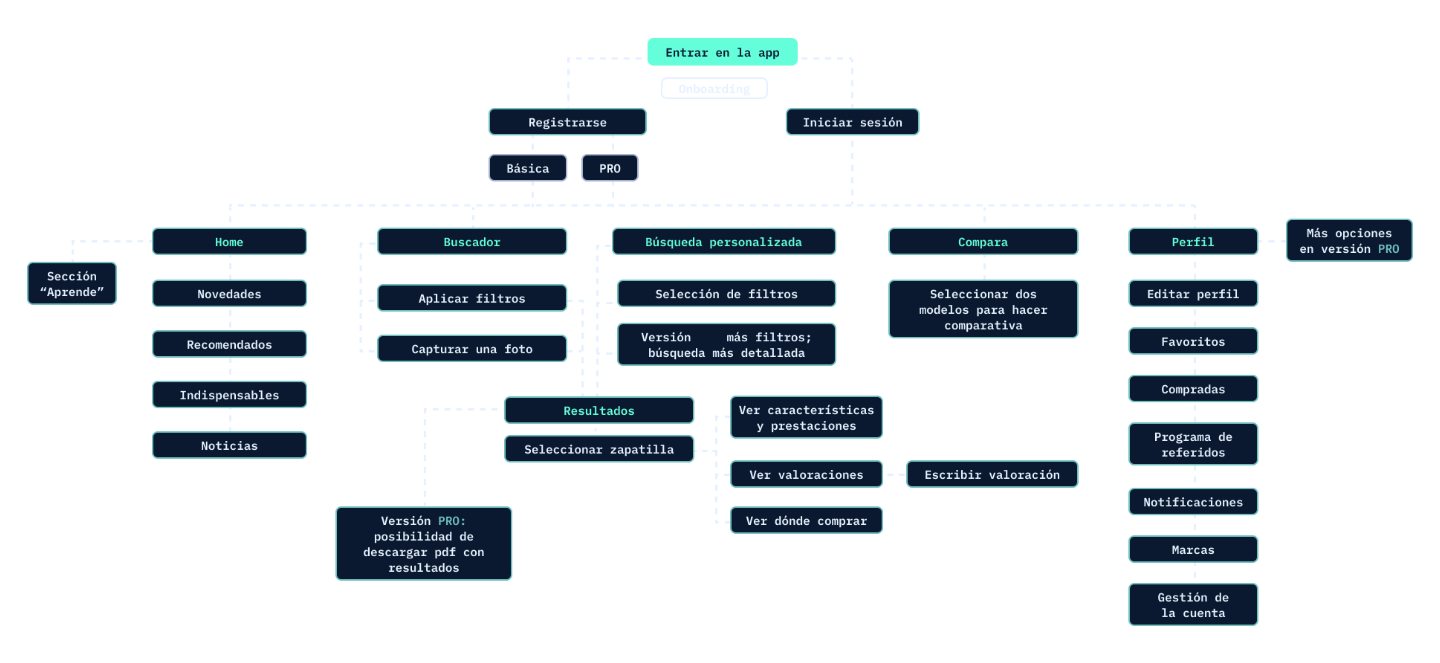 Entrar en la app
Onboarding
Registrarse
Iniciar sesión
Básica
PRO
Home
Buscador
Búsqueda personalizada
Compara
Perfil
Más opciones
en versión PRO
Sección
“Aprende”
Novedades
Recomendados
Indispensables
Noticias
Aplicar filtros
Capturar una foto
Selección de filtros
Versión más filtros;
búsqueda más detallada
Seleccionar dos
modelos para hacer
comparativa
Editar perfil
Favoritos
Compradas
Programa de
referidos
Notificaciones
Marcas
Gestión de
la cuenta
Resultados
Seleccionar zapatilla
Ver características
y prestaciones
Ver valoraciones
Escribir valoración
Ver dónde comprar
Versión PRO:
posibilidad de
descargar pdf con
resultados